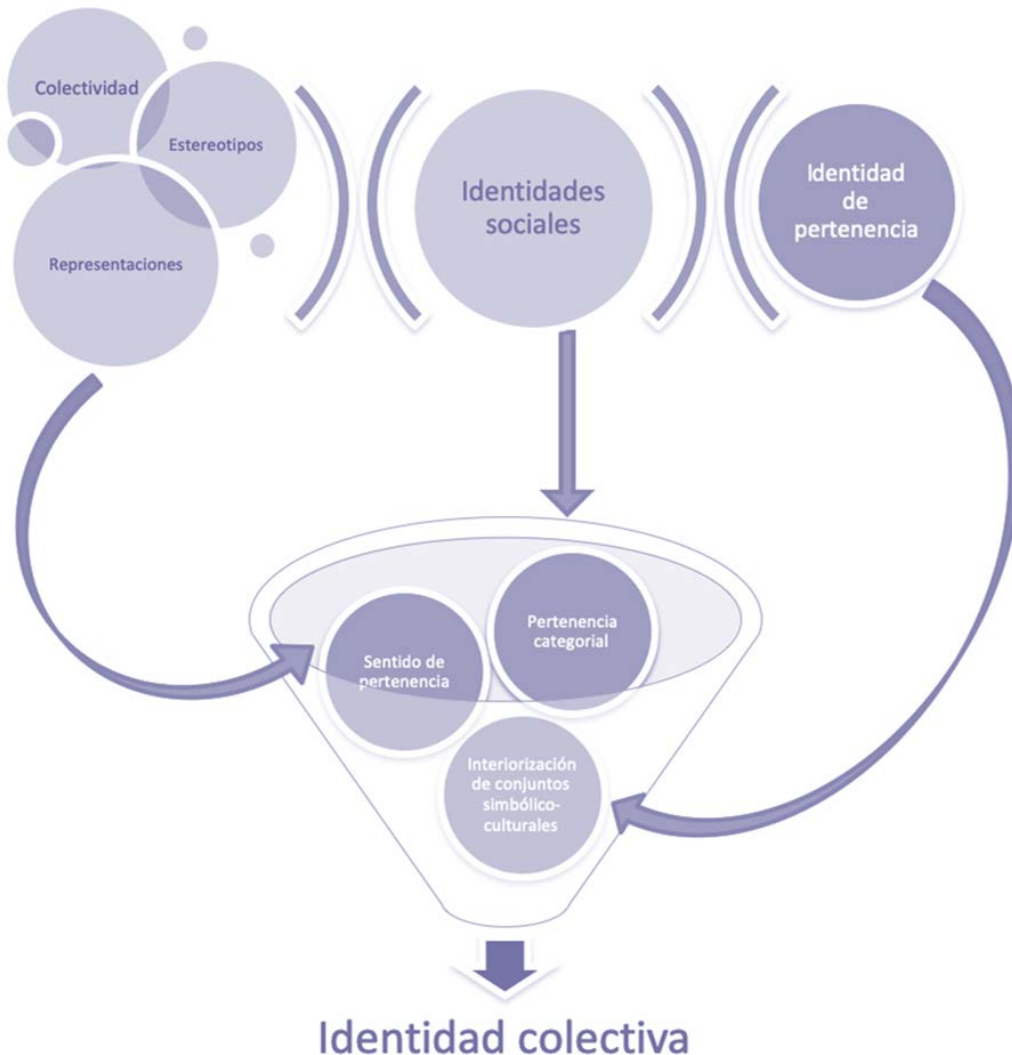 Colectividad
Estereotipos
Representaciones
Identidades
sociales
Identidad
de
pertenencia
Pertenencia
categorial
Sentido de
pertenencia
Interiorización
de conjuntos
simbólico-
culturales
Identidad colectiva